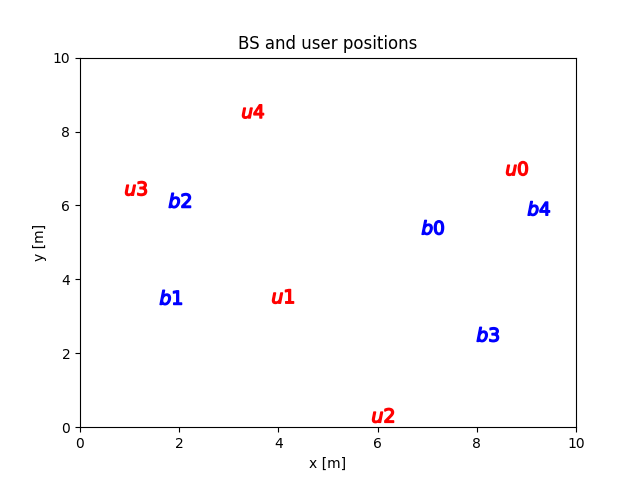 BS and user positions
10
u4
8
u0
u3
b2
6
b4
b0
y [m]
4
b1
u1
b3
2
u2
0
0 2 4 6 8 10
x [m]